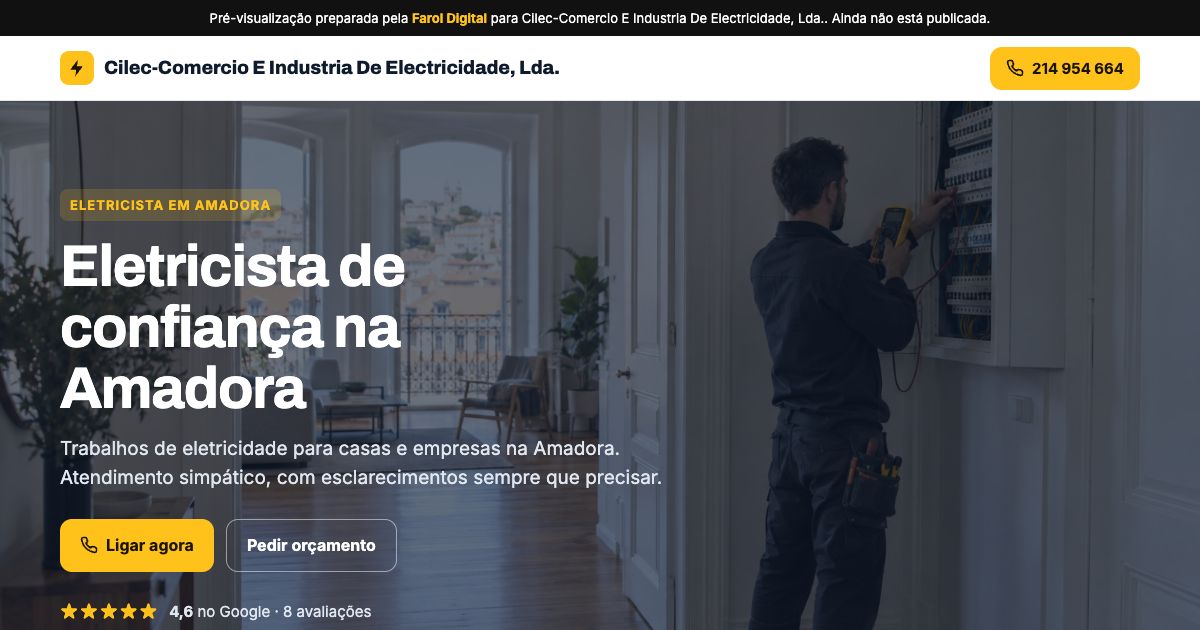 Pré-visualização preparada pela Farol Digital para Cilec-Comercio E Industria De Electricidade, Lda.. Ainda não está publicada.
Cilec-Comercio E Industria De Electricidade, Lda.
214 954 664
ELETRICISTA EM AMADORA
Eletricista de
confiança na
Amadora
Trabalhos de eletricidade para casas e empresas na Amadora.
Atendimento simpático, com esclarecimentos sempre que precisar.
Ligar agora
Pedir orçamento
4,6 no Google · 8 avaliações